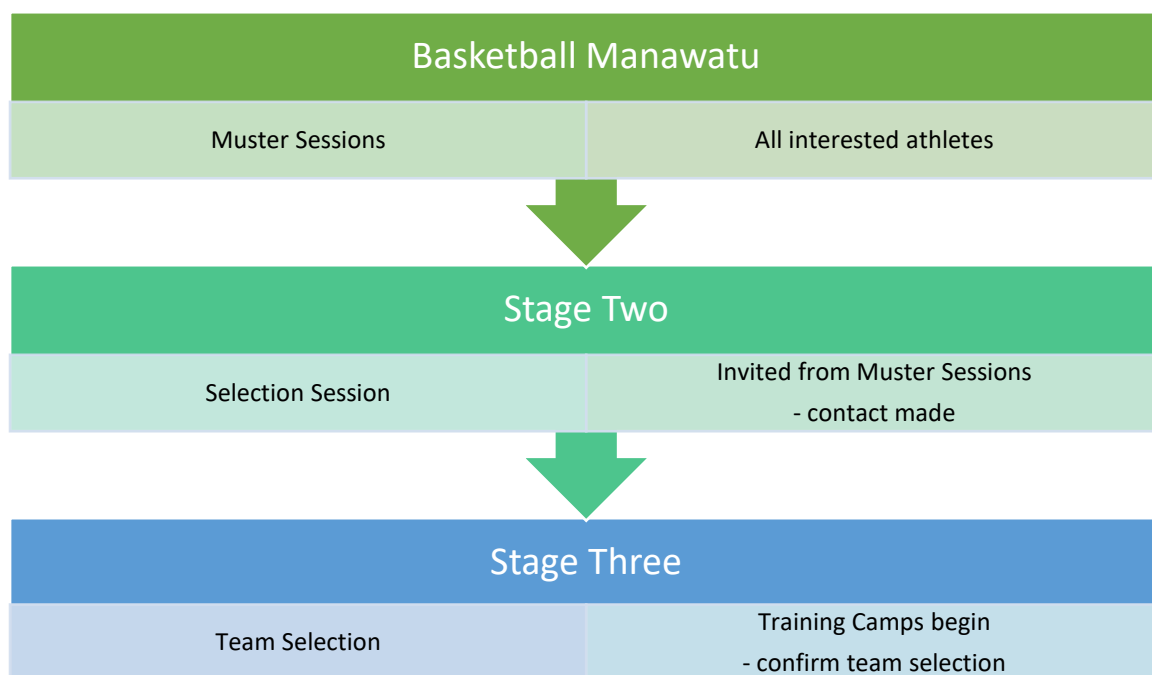 Basketball Manawatu
Muster Sessions
All interested athletes
Stage Two
Selection Session
Invited from Muster Sessions
- contact made
Stage Three
Team Selection
Training Camps begin
- confirm team selection